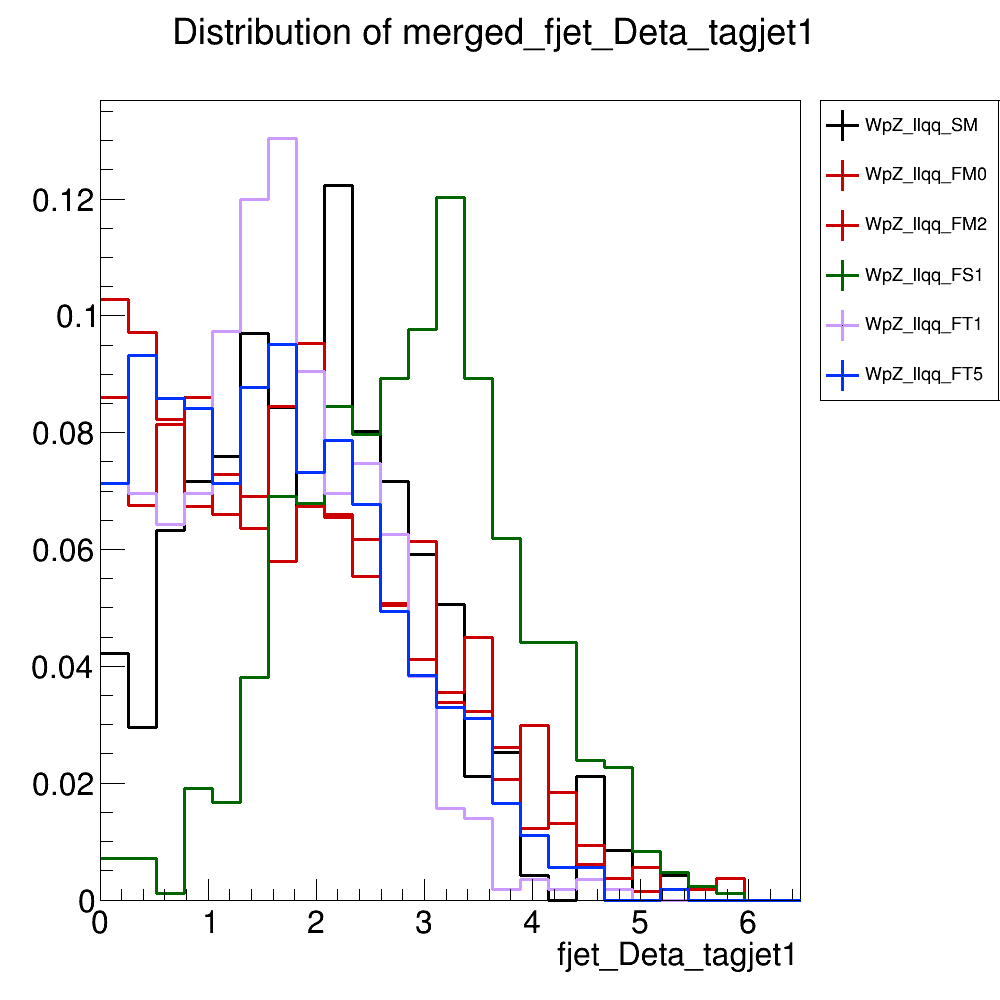 Distribution of merged_fjet_Deta_tagjet1
WpZ_llqq_SM
WpZ_llqq_FM0
WpZ_llqq_FM2
WpZ_llqq_FS1
WpZ_llqq_FT1
WpZ_llqq_FT5
0.12
0.1
0.08
0.06
0.04
0.02
0
0 1 2 3 4 5 6
fjet_Deta_tagjet1